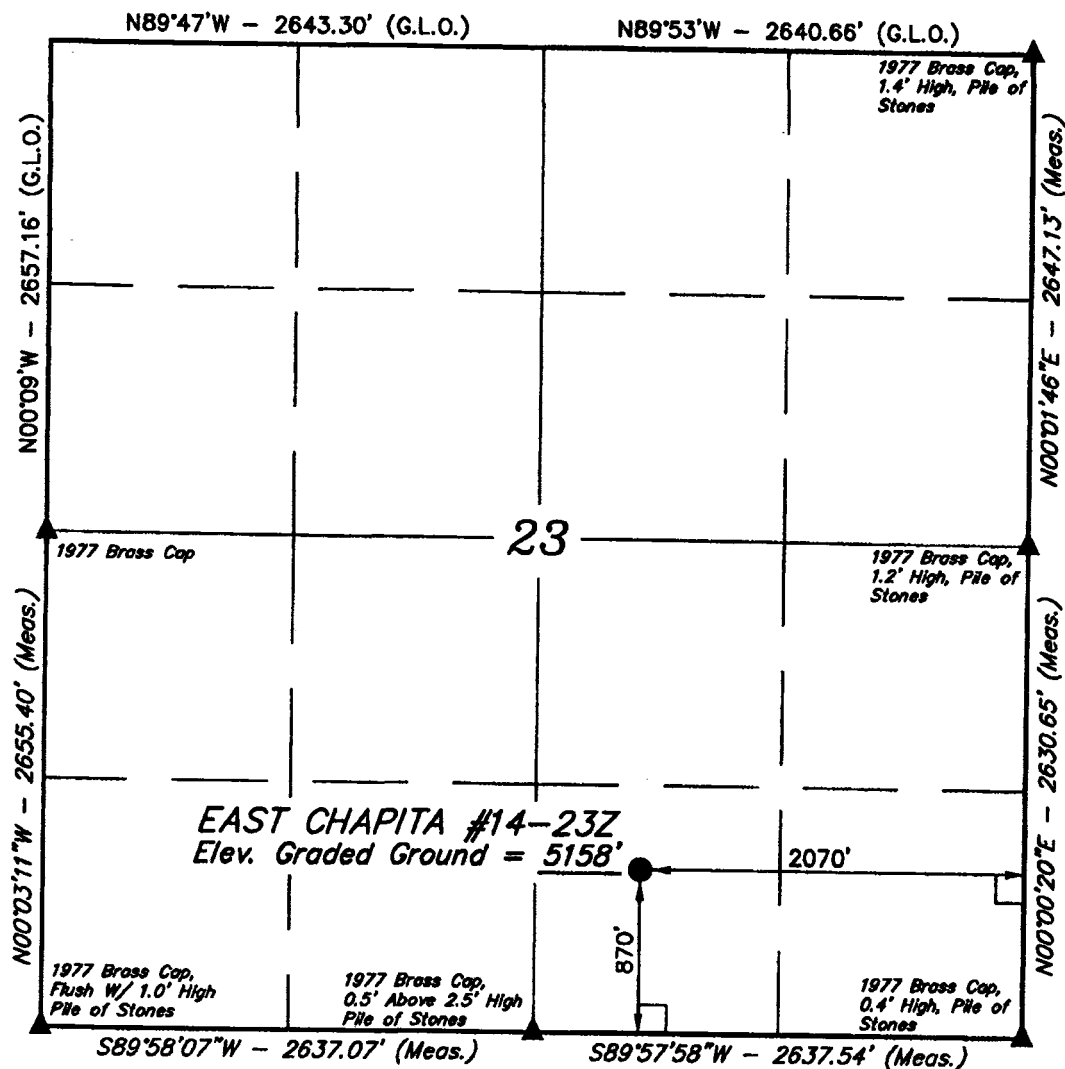 N89°47'W - 2643.30' (G.L.O.)
N89°53'W - 2640.66' (G.L.O.)
1977 Brass Cap,
1.4' High, Pile of
Stones
N00°09'W - 2657.16' (G.L.O.)
N00°01'46"E - 2647.13' (Meas.)
23
1977 Brass Cap
1977 Brass Cap,
1.2' High, Pile of
Stones
N00°03'11"W - 2655.40' (Meas.)
N00°00'20"E - 2630.65' (Meas.)
EAST CHAPITA #14-23Z
Elev. Graded Ground = 5158'
2070'
870'
1977 Brass Cap,
Flush W/ 1.0' High
Pile of Stones
1977 Brass Cap,
0.5' Above 2.5' High
Pile of Stones
1977 Brass Cap,
0.4' High, Pile of
Stones
S89°58'07"W - 2637.07' (Meas.)
S89°57'58"W - 2637.54' (Meas.)